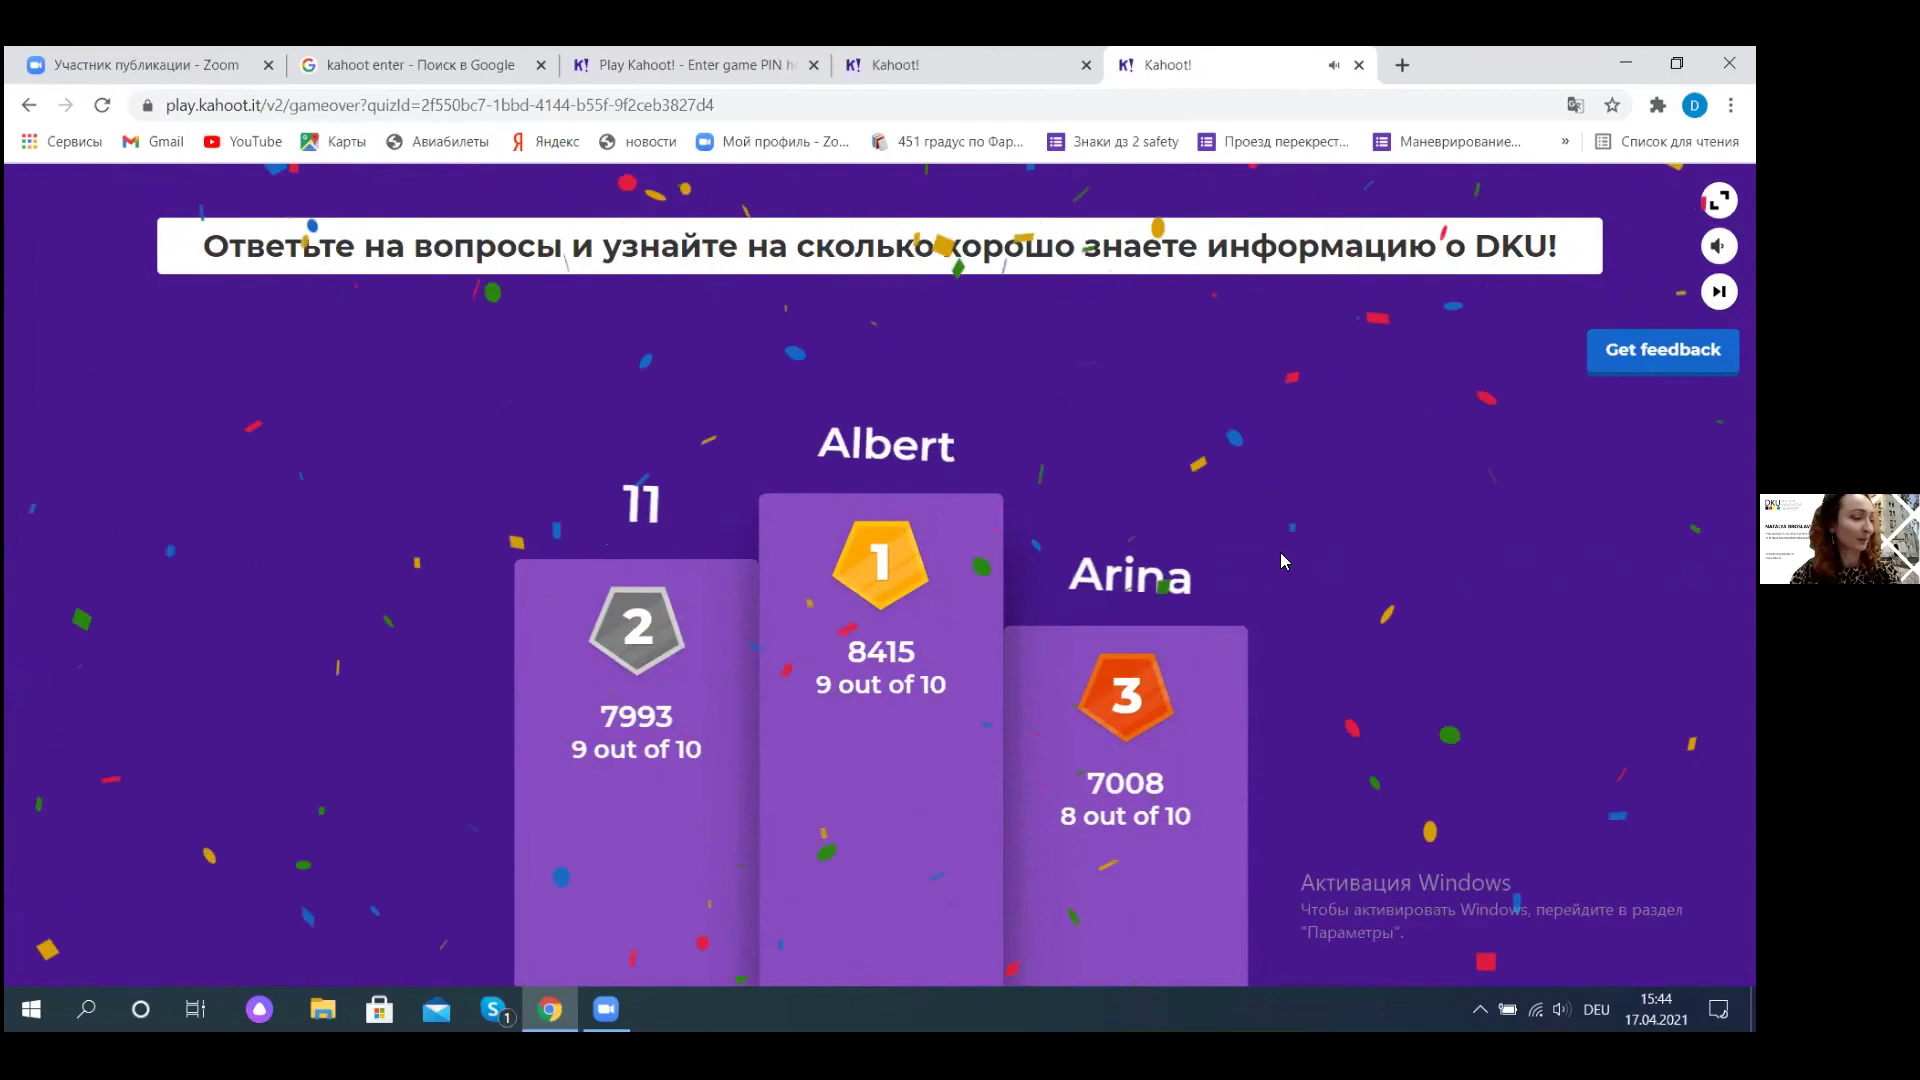 Участник публикации - Zoom
kahoot enter - Поиск в Google
Play Kahoot! - Enter game PIN h
Kahoot!
Kahoot!
play.kahoot.it/v2/gameover?quizId=2f550bc7-1bbd-4144-b55f-9f2ceb3827d4
D
Сервисы
Gmail
YouTube
Карты
Авиабилеты
Яндекс
новости
Мой профиль - Zo...
451 градус по Фар...
Знаки дз 2 safety
Проезд перекрест...
Маневрирование...
»
Список для чтения
Ответьте на вопросы и узнайте на сколько хорошо знаете информацию о DKU!
Get feedback
Albert
11
Arina
1
8415
9 out of 10
2
7993
9 out of 10
3
7008
8 out of 10
Активация Windows
Чтобы активировать Windows, перейдите в раздел
"Параметры".
DKU
1
DEU
15:44
17.04.2021